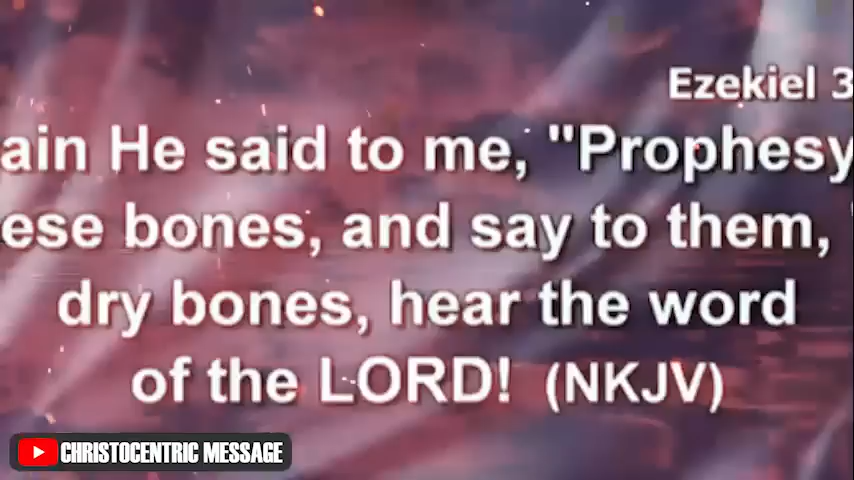 Ezekiel 3
ain He said to me, "Prophesy
ese bones, and say to them, '
dry bones, hear the word
of the LORD! (NKJV)
CHRISTOCENTRIC MESSAGE